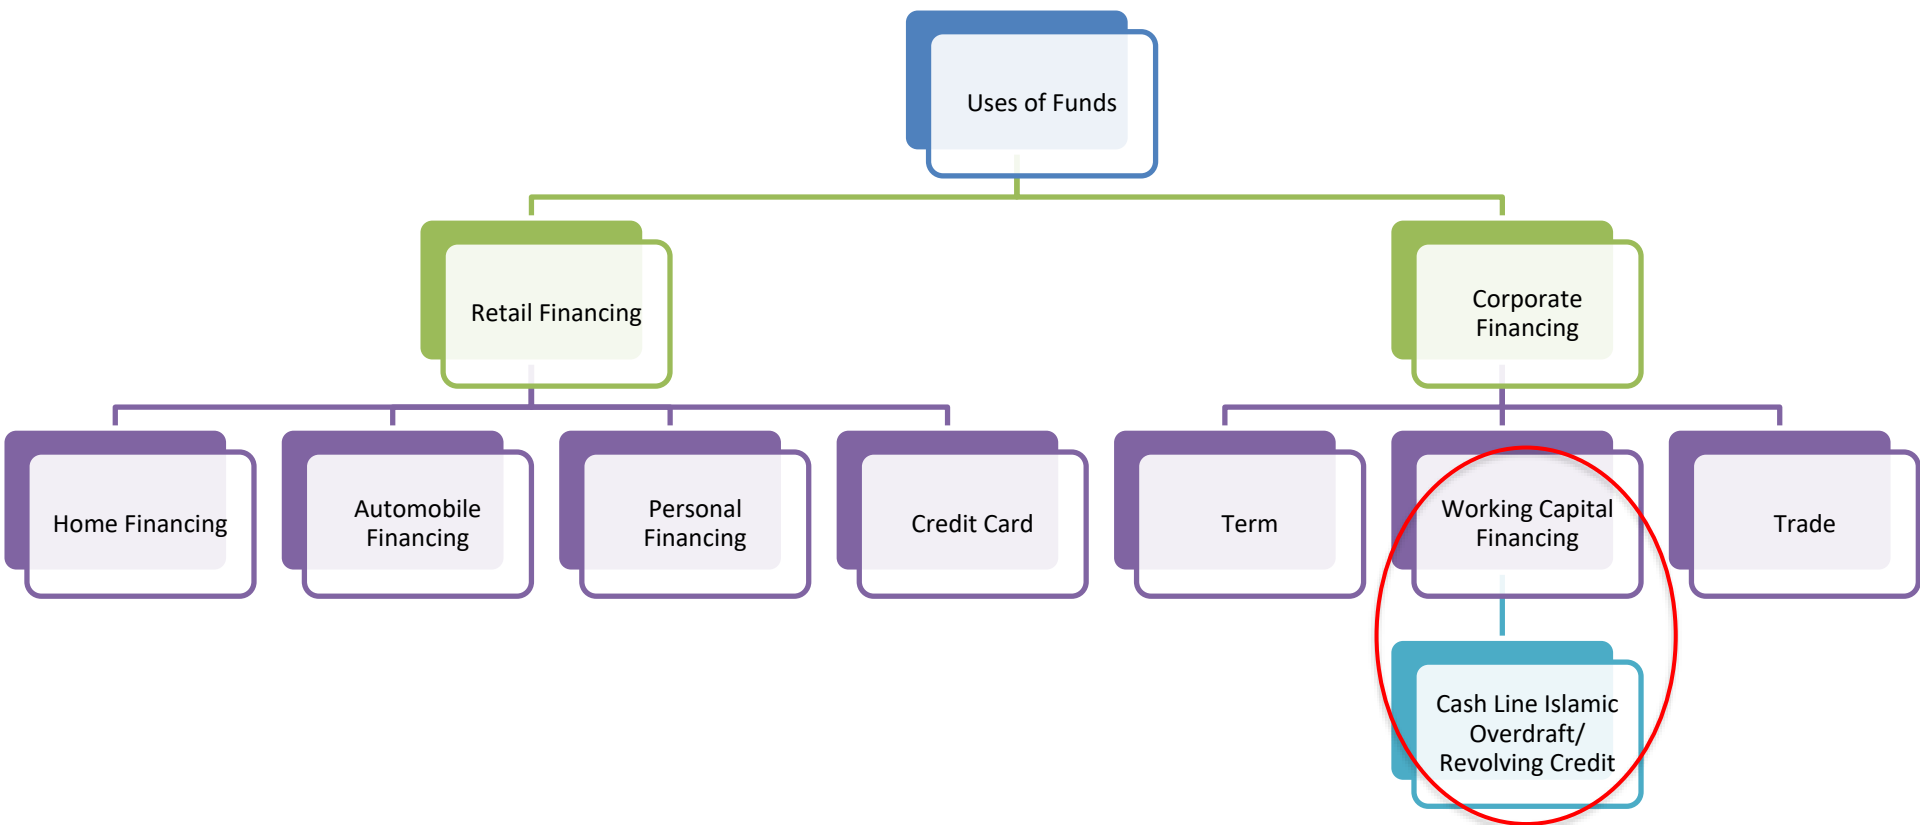 Uses of Funds
Retail Financing
Corporate
Financing
Home Financing
Automobile
Financing
Personal
Financing
Credit Card
Term
Working Capital
Financing
Trade
Cash Line Islamic
Overdraft/
Revolving Credit